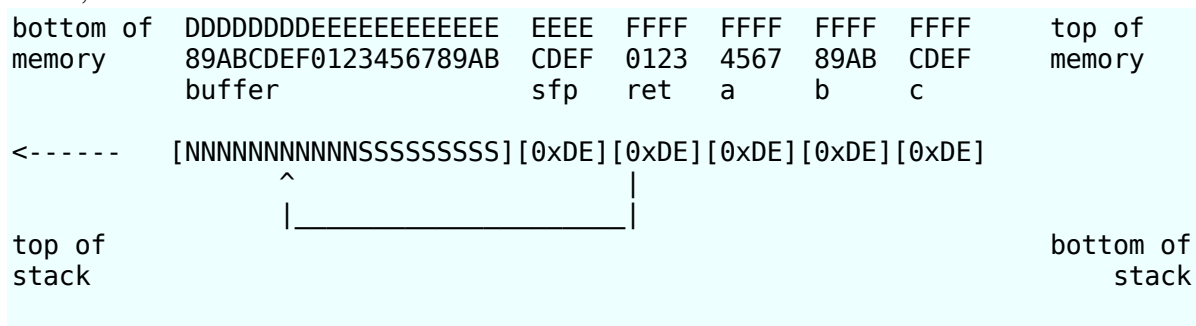 bottom of  DDDDDDDDEEEEEEEEEEEE  EEEE  FFFF  FFFF  FFFF  FFFF     top of
memory     89ABCDEF0123456789AB  CDEF  0123  4567  89AB  CDEF     memory
           buffer                sfp   ret   a     b     c
<------   [NNNNNNNNNNNSSSSSSSSS][0xDE][0xDE][0xDE][0xDE][0xDE]
                 ^                     |
                 |_____________________|
top of                                                            bottom of
stack                                                                 stack